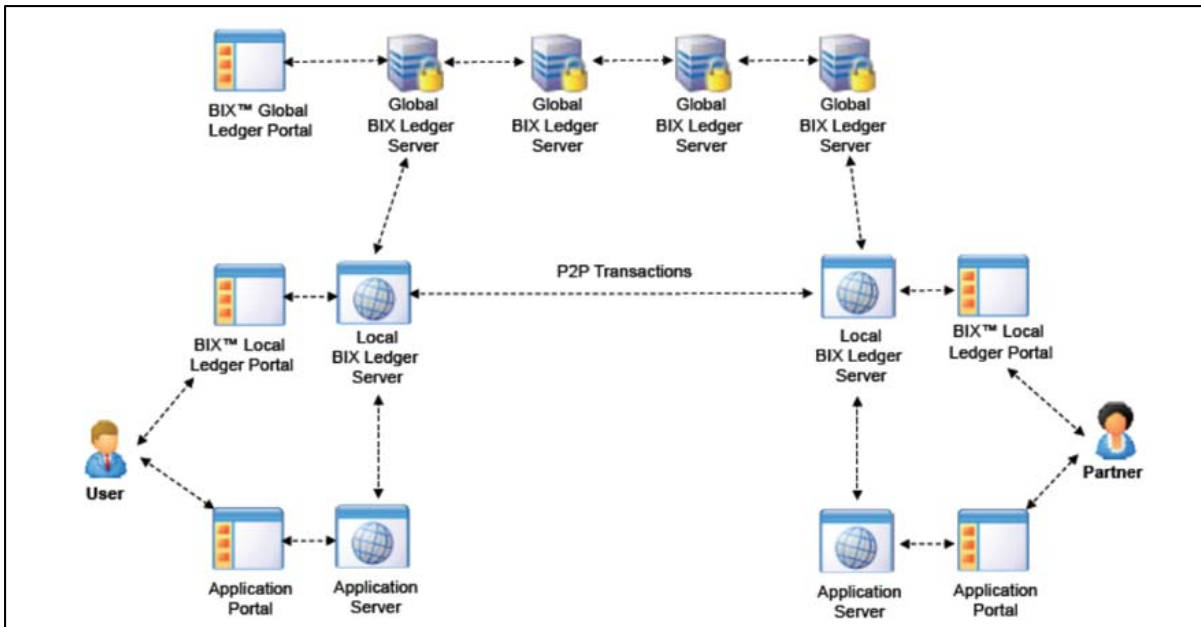 BIX™ Global
Ledger Portal
Global
BIX Ledger
Server
Global
BIX Ledger
Server
Global
BIX Ledger
Server
Global
BIX Ledger
Server
P2P Transactions
BIX™ Local
Ledger Portal
Local
BIX Ledger
Server
Local
BIX Ledger
Server
BIX™ Local
Ledger Portal
User
Partner
Application
Portal
Application
Server
Application
Server
Application
Portal